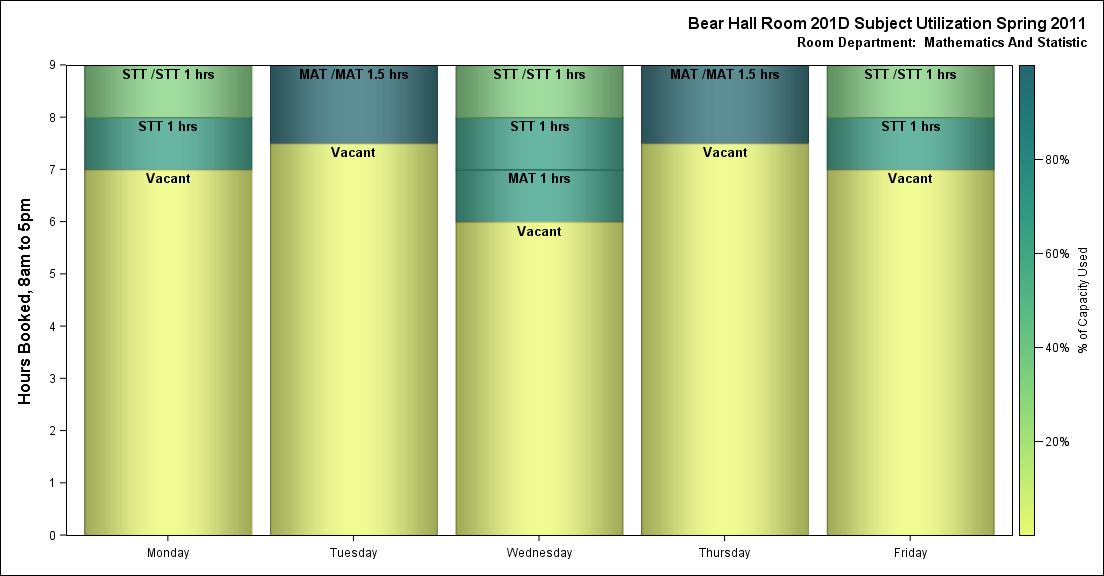 Bear Hall Room 201D Subject Utilization Spring 2011
Room Department:  Mathematics And Statistic
Hours Booked, 8am to 5pm
9
8
7
6
5
4
3
2
1
0
STT /STT 1 hrs
STT 1 hrs
Vacant
MAT /MAT 1.5 hrs
Vacant
STT /STT 1 hrs
STT 1 hrs
MAT 1 hrs
Vacant
MAT /MAT 1.5 hrs
Vacant
STT /STT 1 hrs
STT 1 hrs
Vacant
Monday
Tuesday
Wednesday
Thursday
Friday
80%
60%
40%
20%
% of Capacity Used